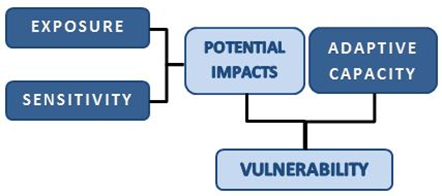 EXPOSURE
SENSITIVITY
POTENTIAL
IMPACTS
ADAPTIVE
CAPACITY
VULNERABILITY